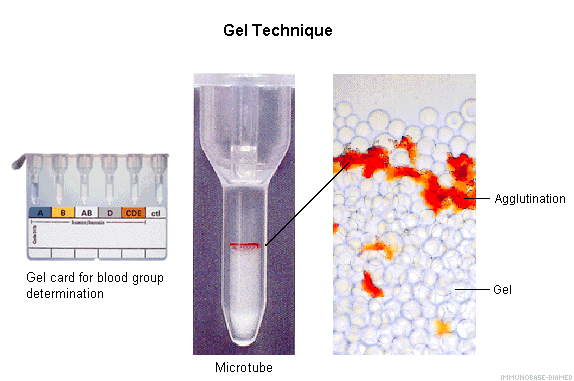 Gel Technique
A B AB D CDE ctl
Gel card for blood group
determination
Microtube
Agglutination
Gel
IMMUNOBASE-DIAMED